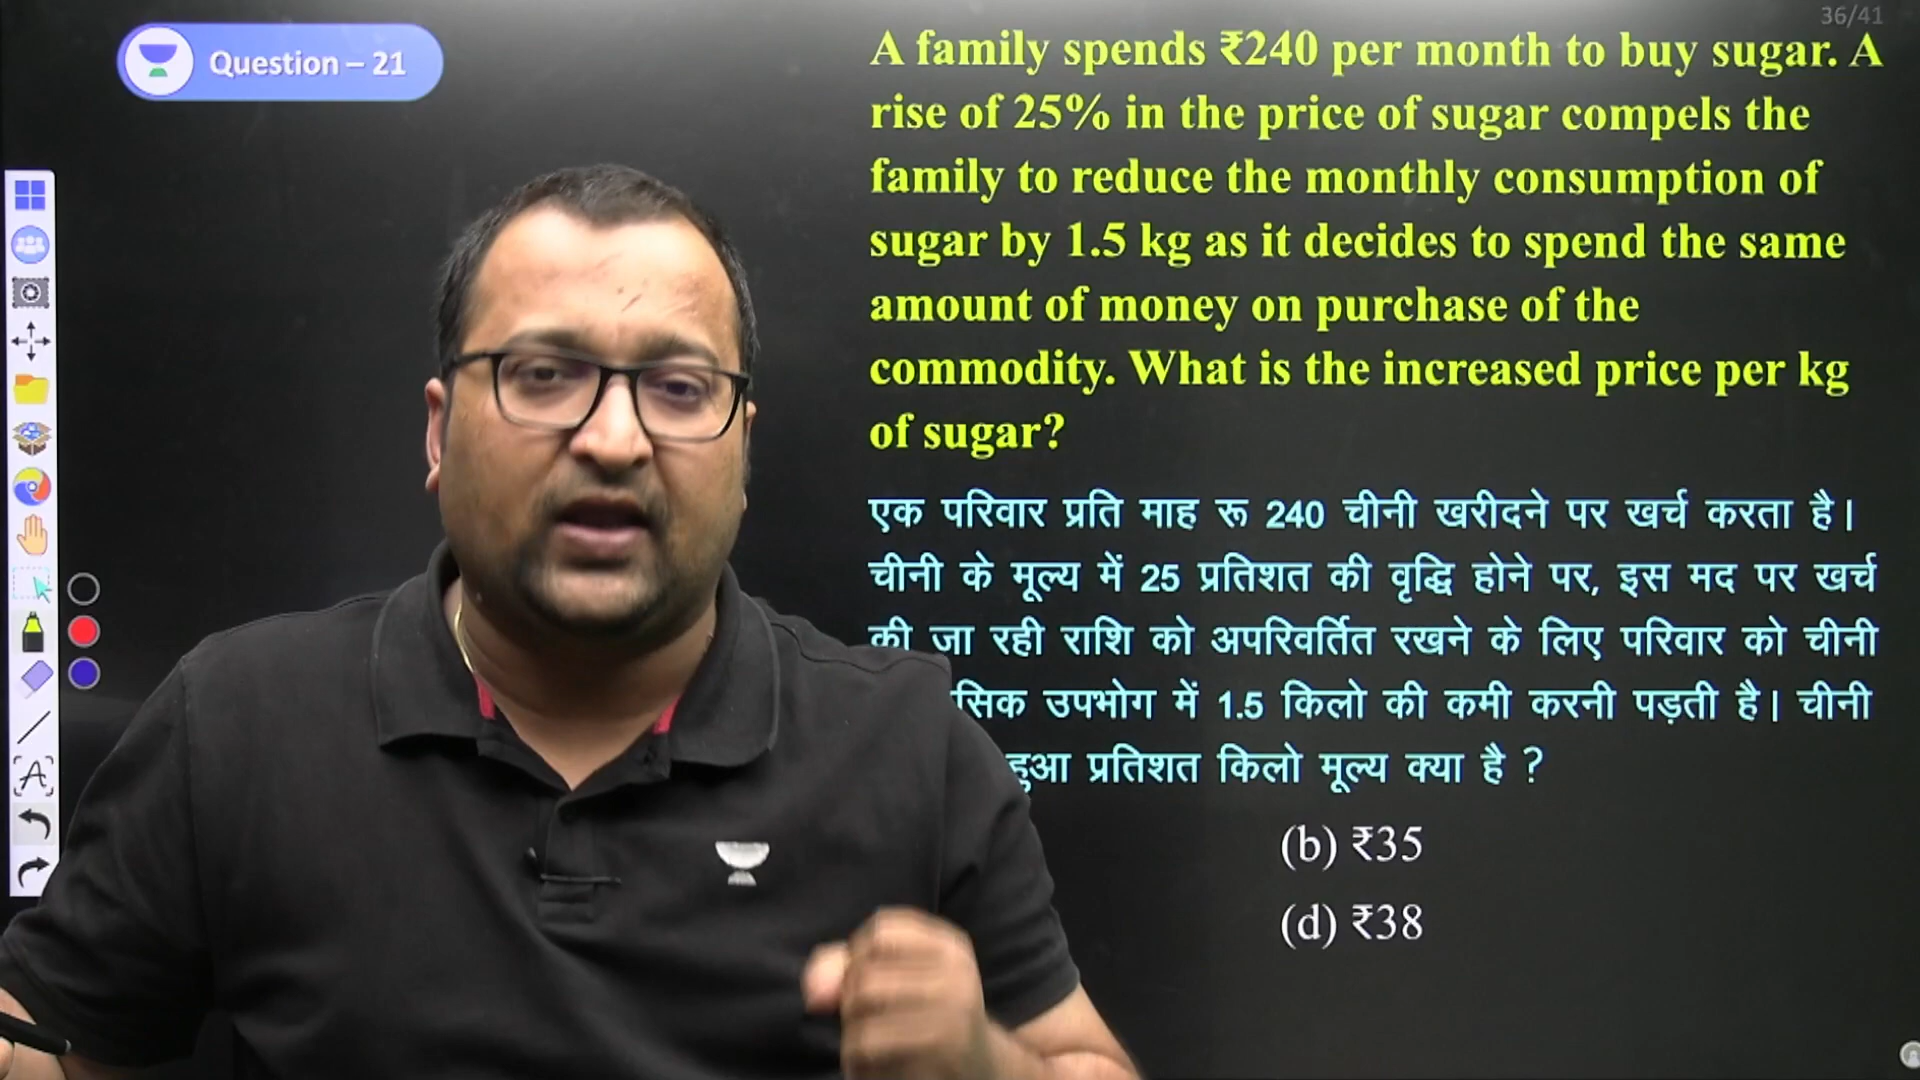 36/41
Question – 21
A family spends ₹240 per month to buy sugar. A
rise of 25% in the price of sugar compels the
family to reduce the monthly consumption of
sugar by 1.5 kg as it decides to spend the same
amount of money on purchase of the
commodity. What is the increased price per kg
of sugar?
एक परिवार प्रति माह रू 240 चीनी खरीदने पर खर्च करता है।
चीनी के मूल्य में 25 प्रतिशत की वृद्धि होने पर, इस मद पर खर्च
की जा रही राशि को अपरिवर्तित रखने के लिए परिवार को चीनी
उपभोग में 1.5 किलो की कमी करनी पड़ती है। चीनी
हुआ प्रतिशत किलो मूल्य क्या है ?
(b) ₹35
(d) ₹38